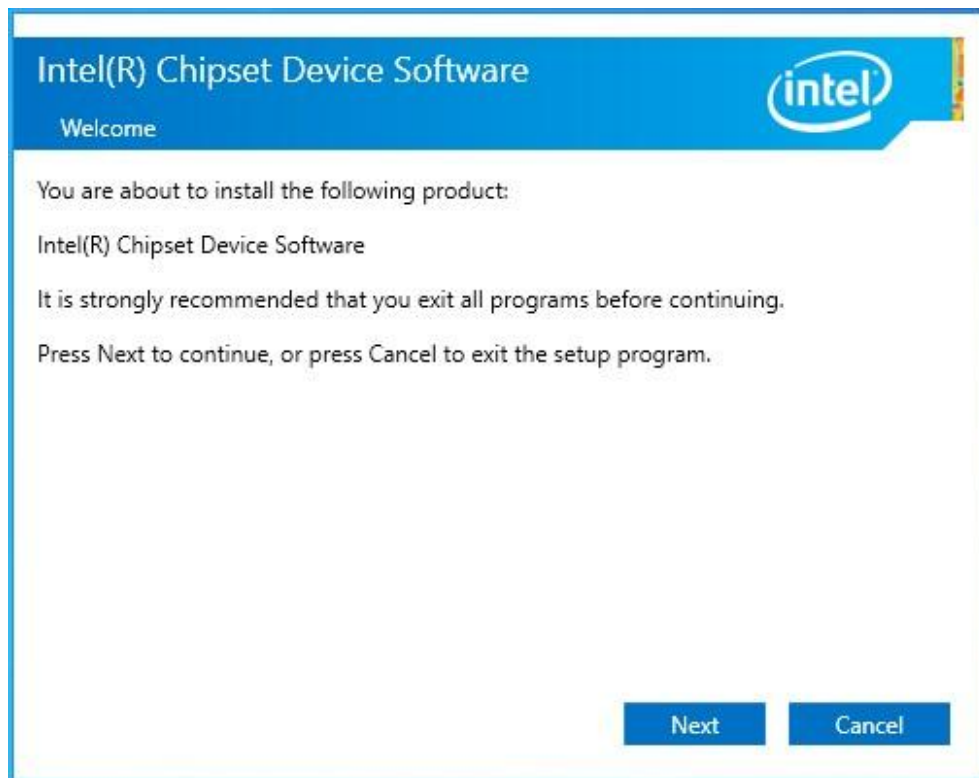 Intel(R) Chipset Device Software
intel
Welcome
You are about to install the following product:
Intel(R) Chipset Device Software
It is strongly recommended that you exit all programs before continuing.
Press Next to continue, or press Cancel to exit the setup program.
Next
Cancel